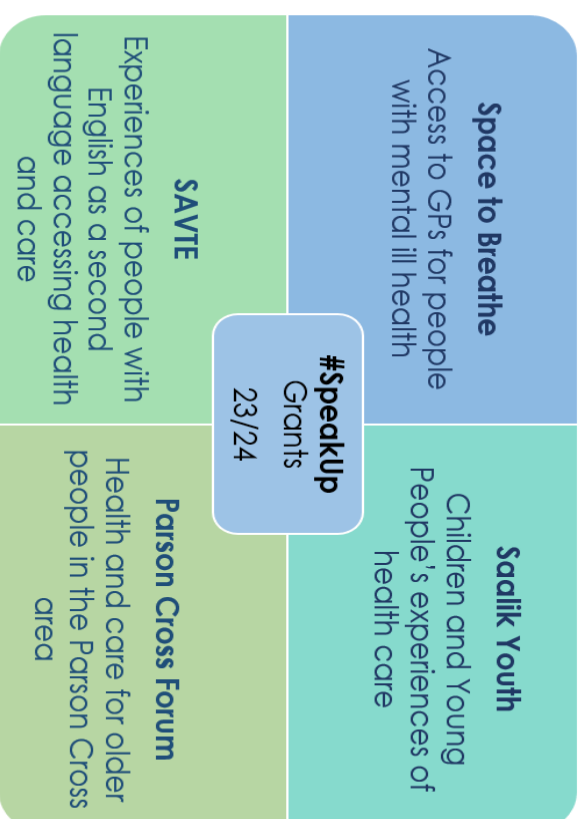 Space to Breathe
Access to GPs for people
with mental ill health
Saalik Youth
Children and Young
People's experiences of
health care
#SpeakUp
Grants
23/24
SAVTE
Experiences of people with
English as a second
language accessing health
and care
Parson Cross Forum
Health and care for older
people in the Parson Cross
area